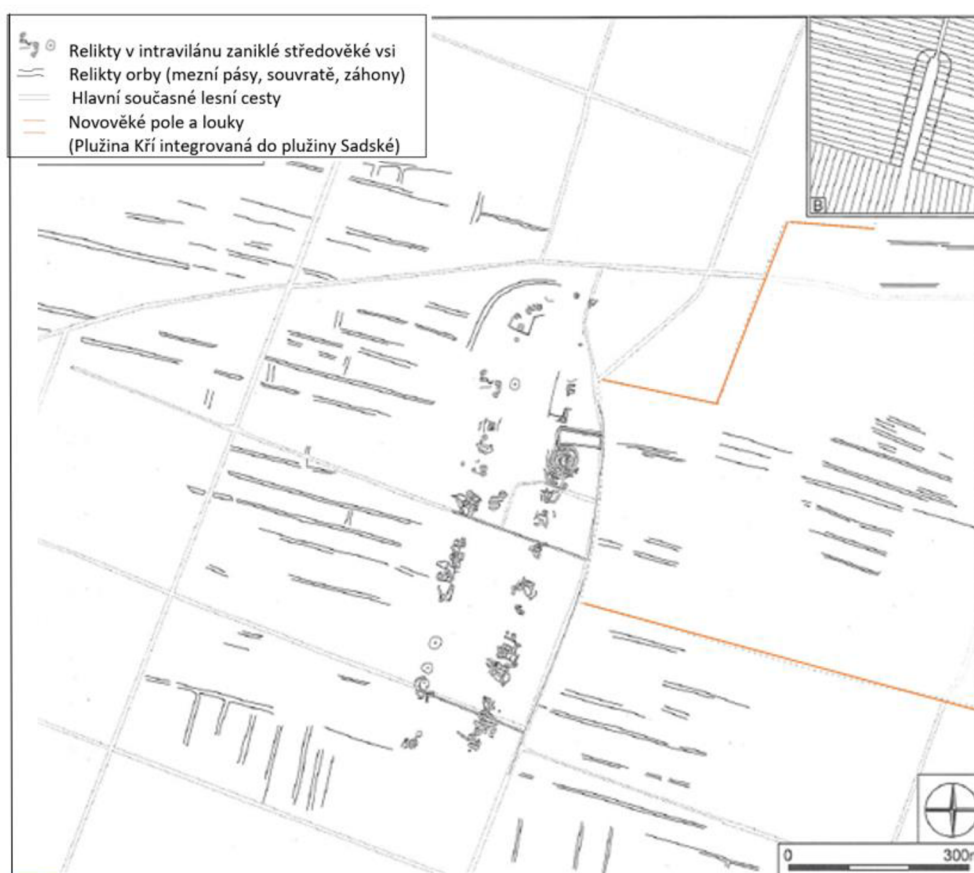 Relikty v intravilánu zaniklé středověké vsi
Relikty orby (mezní pásy, souvratě, záhony)
Hlavní současné lesní cesty
Novověké pole a louky
(Plužina Kří integrovaná do plužiny Sadské)
B
0 300m